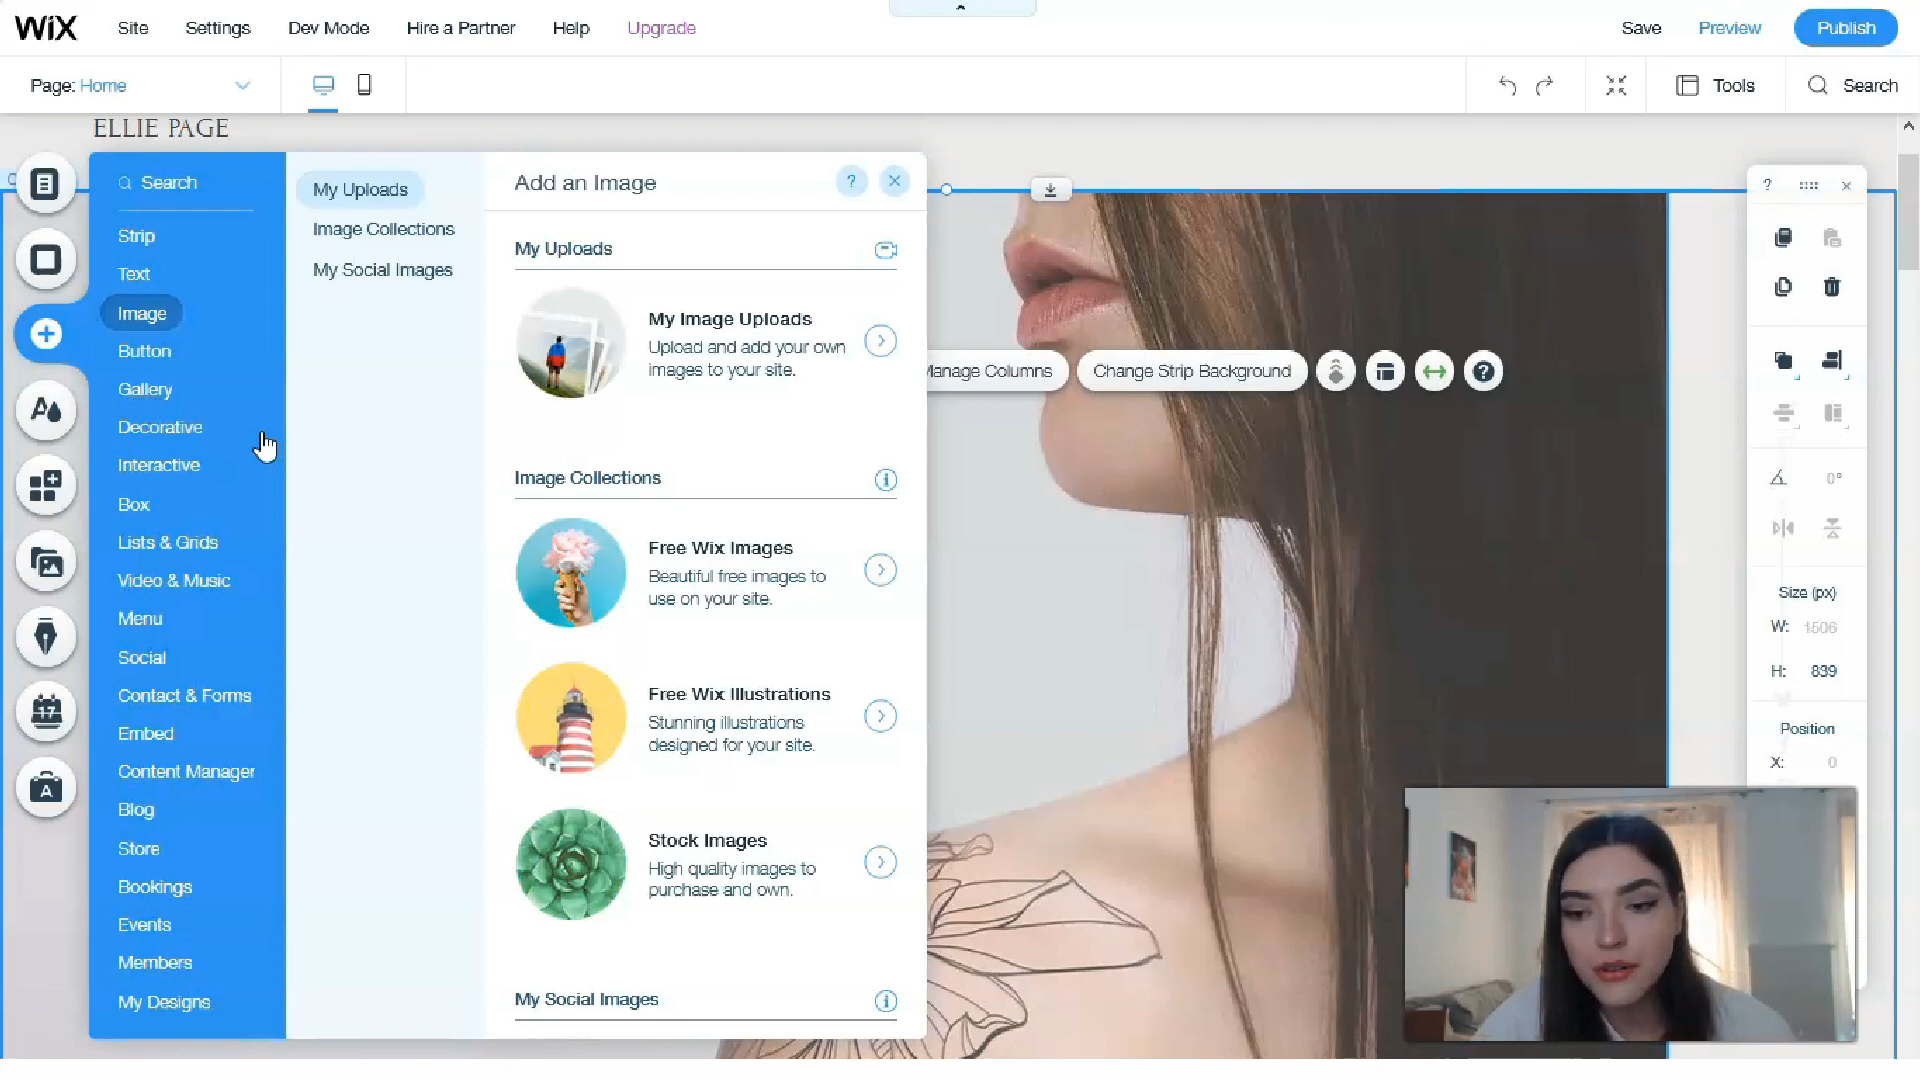 WiX Site Settings Dev Mode Hire a Partner Help Upgrade Save Preview Publish
Page: Home Tools Search
ELLIE PAGE
Search
Strip
Text
Image
Button
Gallery
Decorative
Interactive
Box
Lists & Grids
Video & Music
Menu
Social
Contact & Forms
Embed
Content Manager
Blog
Store
Bookings
Events
Members
My Designs
My Uploads
Image Collections
My Social Images
Add an Image ?
My Uploads
My Image Uploads
Upload and add your own
images to your site.
Image Collections
Free Wix Images
Beautiful free images to
use on your site.
Free Wix Illustrations
Stunning illustrations
designed for your site.
Stock Images
High quality images to
purchase and own.
My Social Images
Manage Columns Change Strip Background ?
?
0°
Size (px)
W: 1506
H: 839
Position
X: 0
17
A